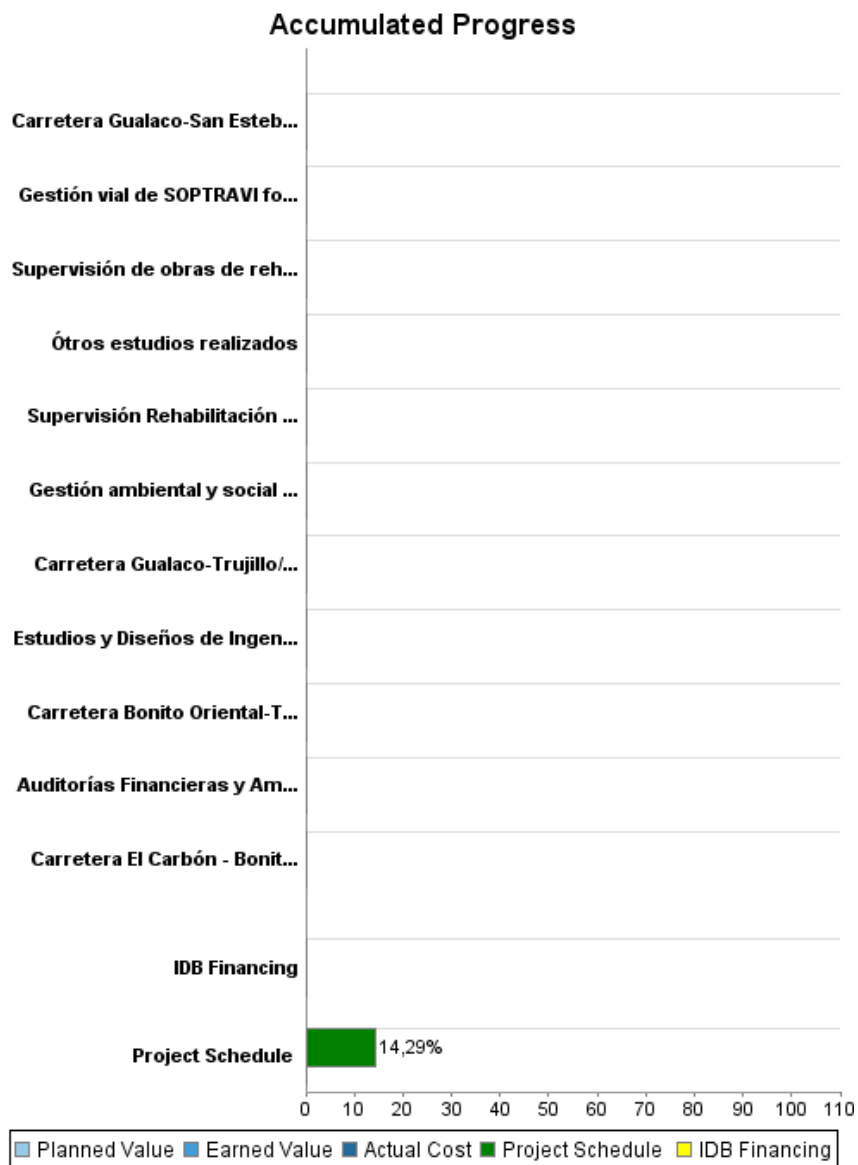 Accumulated Progress
Carretera Gualaco-San Esteb...
Gestión vial de SOPTRAVI fo...
Supervisión de obras de reh...
Ótros estudios realizados
Supervisión Rehabilitación ...
Gestión ambiental y social ...
Carretera Gualaco-Trujillo/...
Estudios y Diseños de Ingen...
Carretera Bonito Oriental-T...
Auditorías Financieras y Am...
Carretera El Carbón - Bonit...
IDB Financing
Project Schedule 14,29%
0 10 20 30 40 50 60 70 80 90 100 110
Planned Value Earned Value Actual Cost Project Schedule IDB Financing